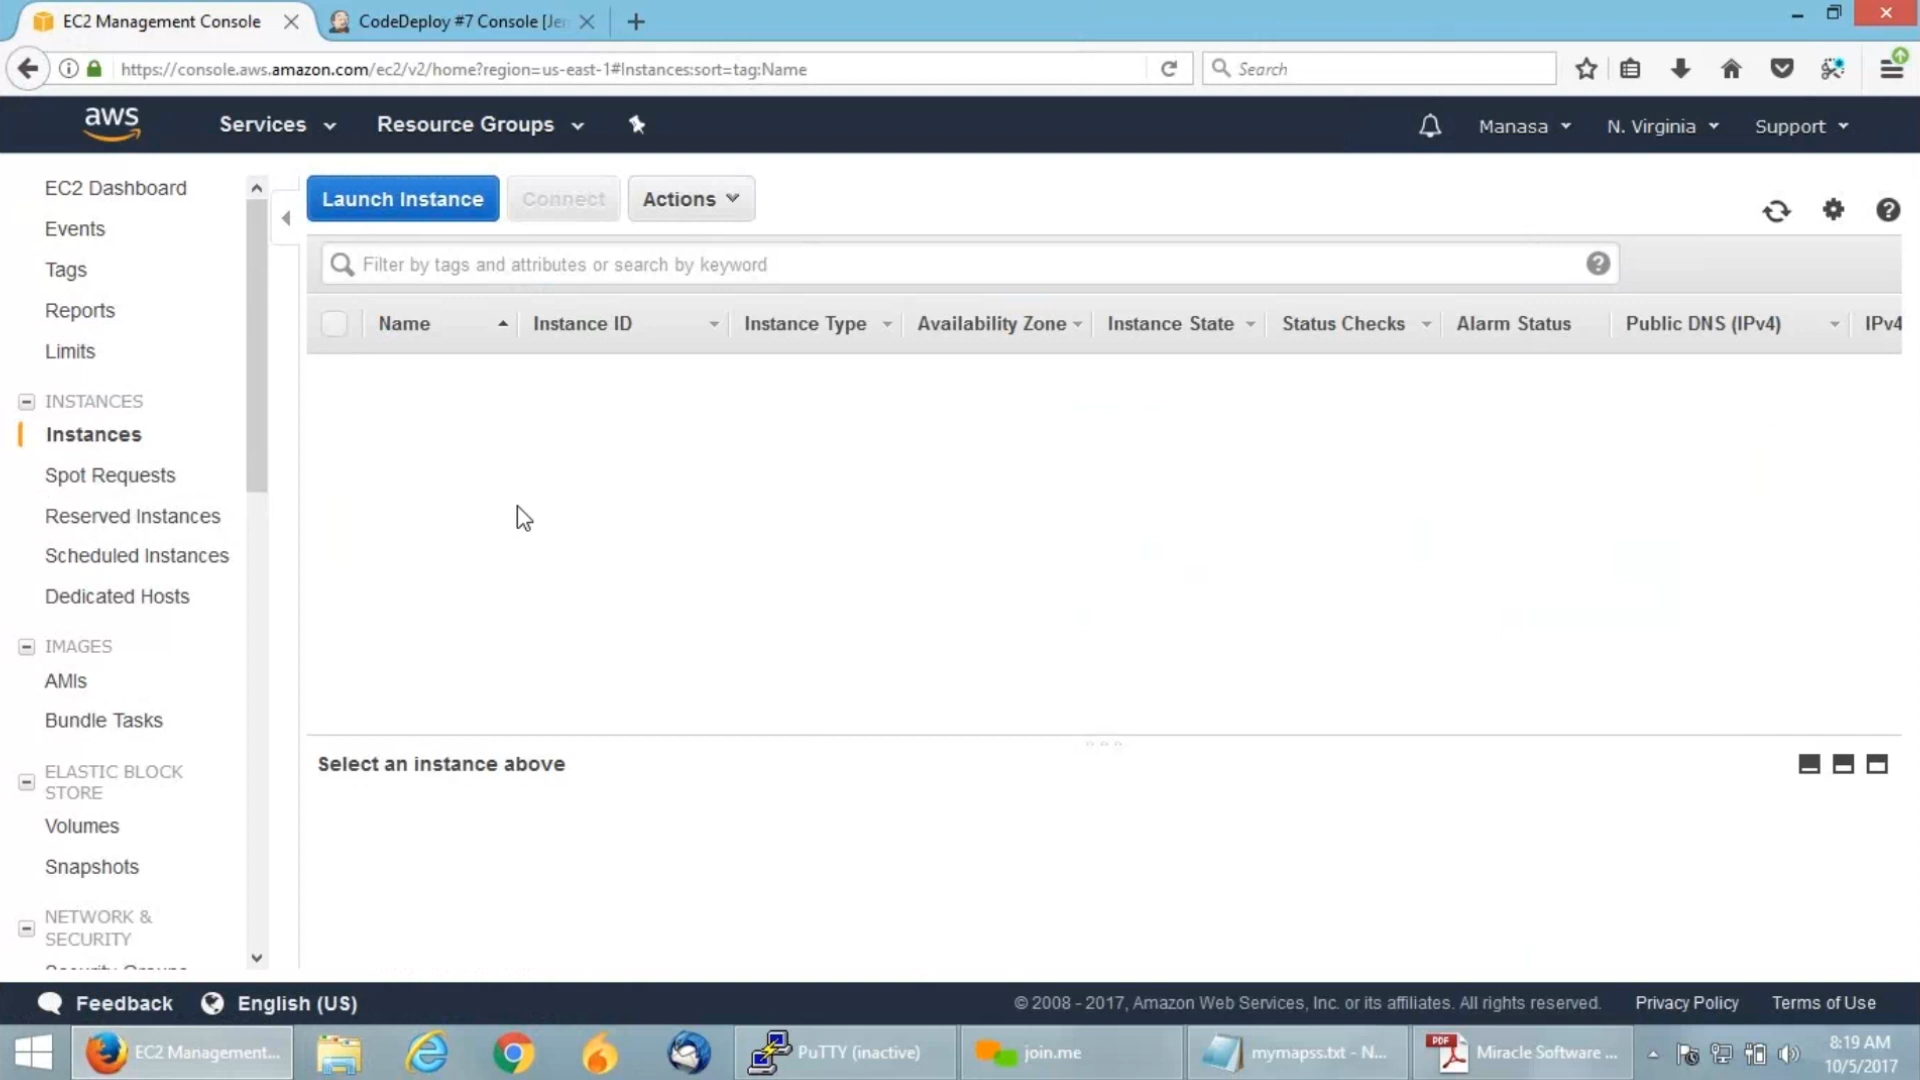 EC2 Management Console
CodeDeploy #7 Console [Jen
https://console.aws.amazon.com/ec2/v2/home?region=us-east-1#Instances:sort=tag:Name
Search
aws
Services
Resource Groups
Manasa
N. Virginia
Support
EC2 Dashboard
Events
Tags
Reports
Limits
INSTANCES
Instances
Spot Requests
Reserved Instances
Scheduled Instances
Dedicated Hosts
IMAGES
AMIs
Bundle Tasks
ELASTIC BLOCK
STORE
Volumes
Snapshots
NETWORK &
SECURITY
Launch Instance
Connect
Actions
Filter by tags and attributes or search by keyword
Name
Instance ID
Instance Type
Availability Zone
Instance State
Status Checks
Alarm Status
Public DNS (IPv4)
IPv4
Select an instance above
Feedback
English (US)
© 2008 - 2017, Amazon Web Services, Inc. or its affiliates. All rights reserved.
Privacy Policy
Terms of Use
EC2 Management...
PuTTY (inactive)
join.me
mymapss.txt - N...
PDF
Miracle Software ...
8:19 AM
10/5/2017